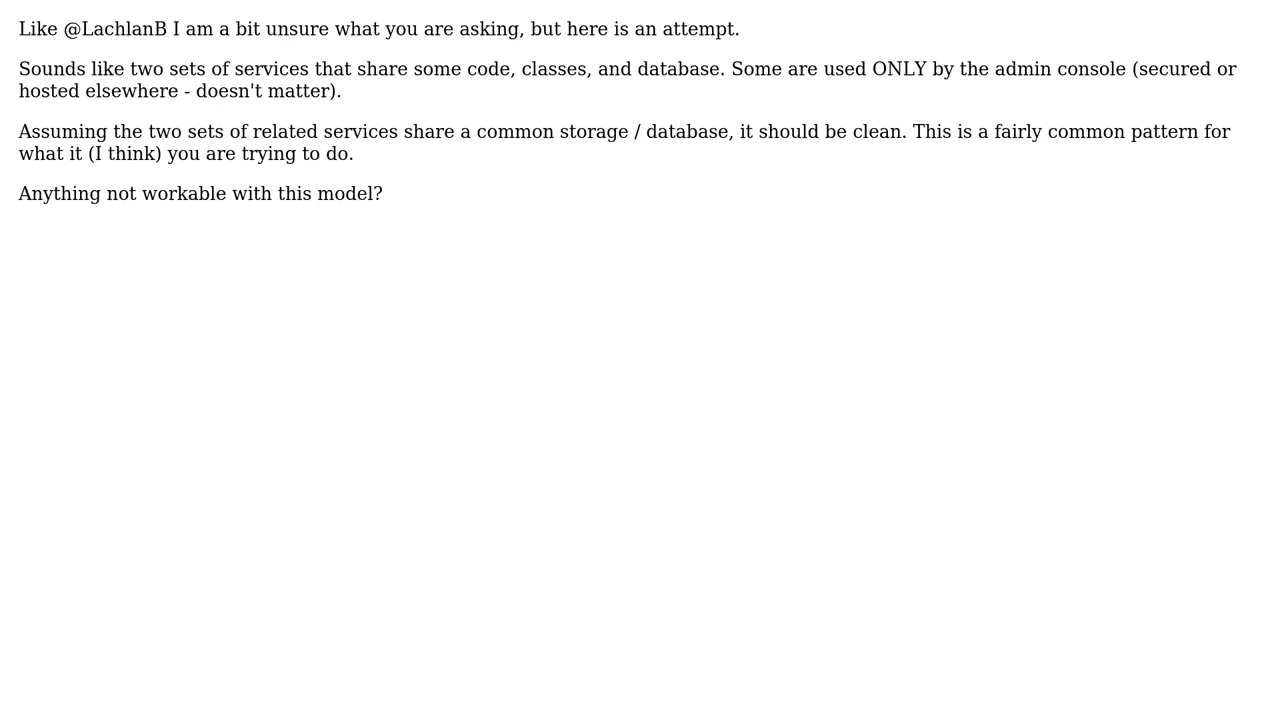 Like @LachlanB I am a bit unsure what you are asking, but here is an attempt.
Sounds like two sets of services that share some code, classes, and database. Some are used ONLY by the admin console (secured or
hosted elsewhere - doesn't matter).
Assuming the two sets of related services share a common storage / database, it should be clean. This is a fairly common pattern for
what it (I think) you are trying to do.
Anything not workable with this model?